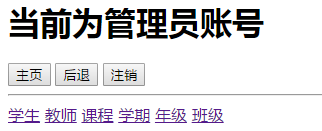 当前为管理员账号
主页 后退 注销
学生 教师 课程 学期 年级 班级